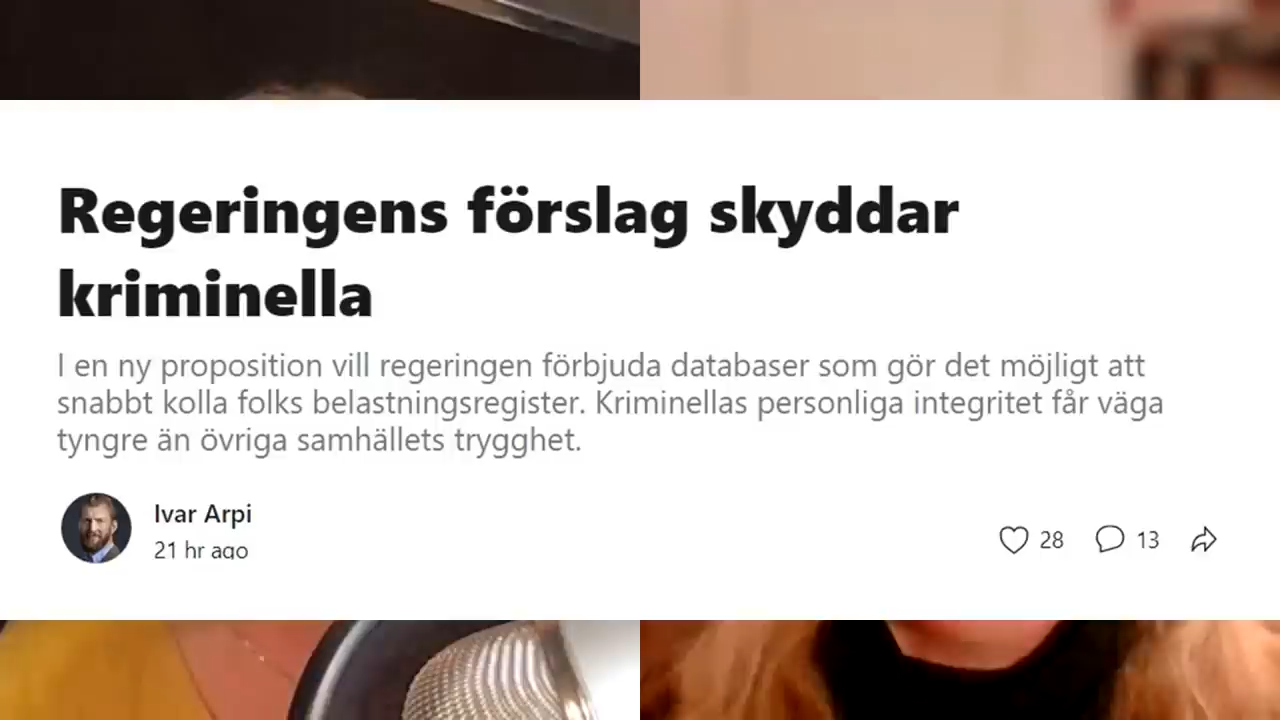 Regeringens förslag skyddar
kriminella
I en ny proposition vill regeringen förbjuda databaser som gör det möjligt att
snabbt kolla folks belastningsregister. Kriminellas personliga integritet får väga
tyngre än övriga samhällets trygghet.
Ivar Arpi
21 hr ago
28
13